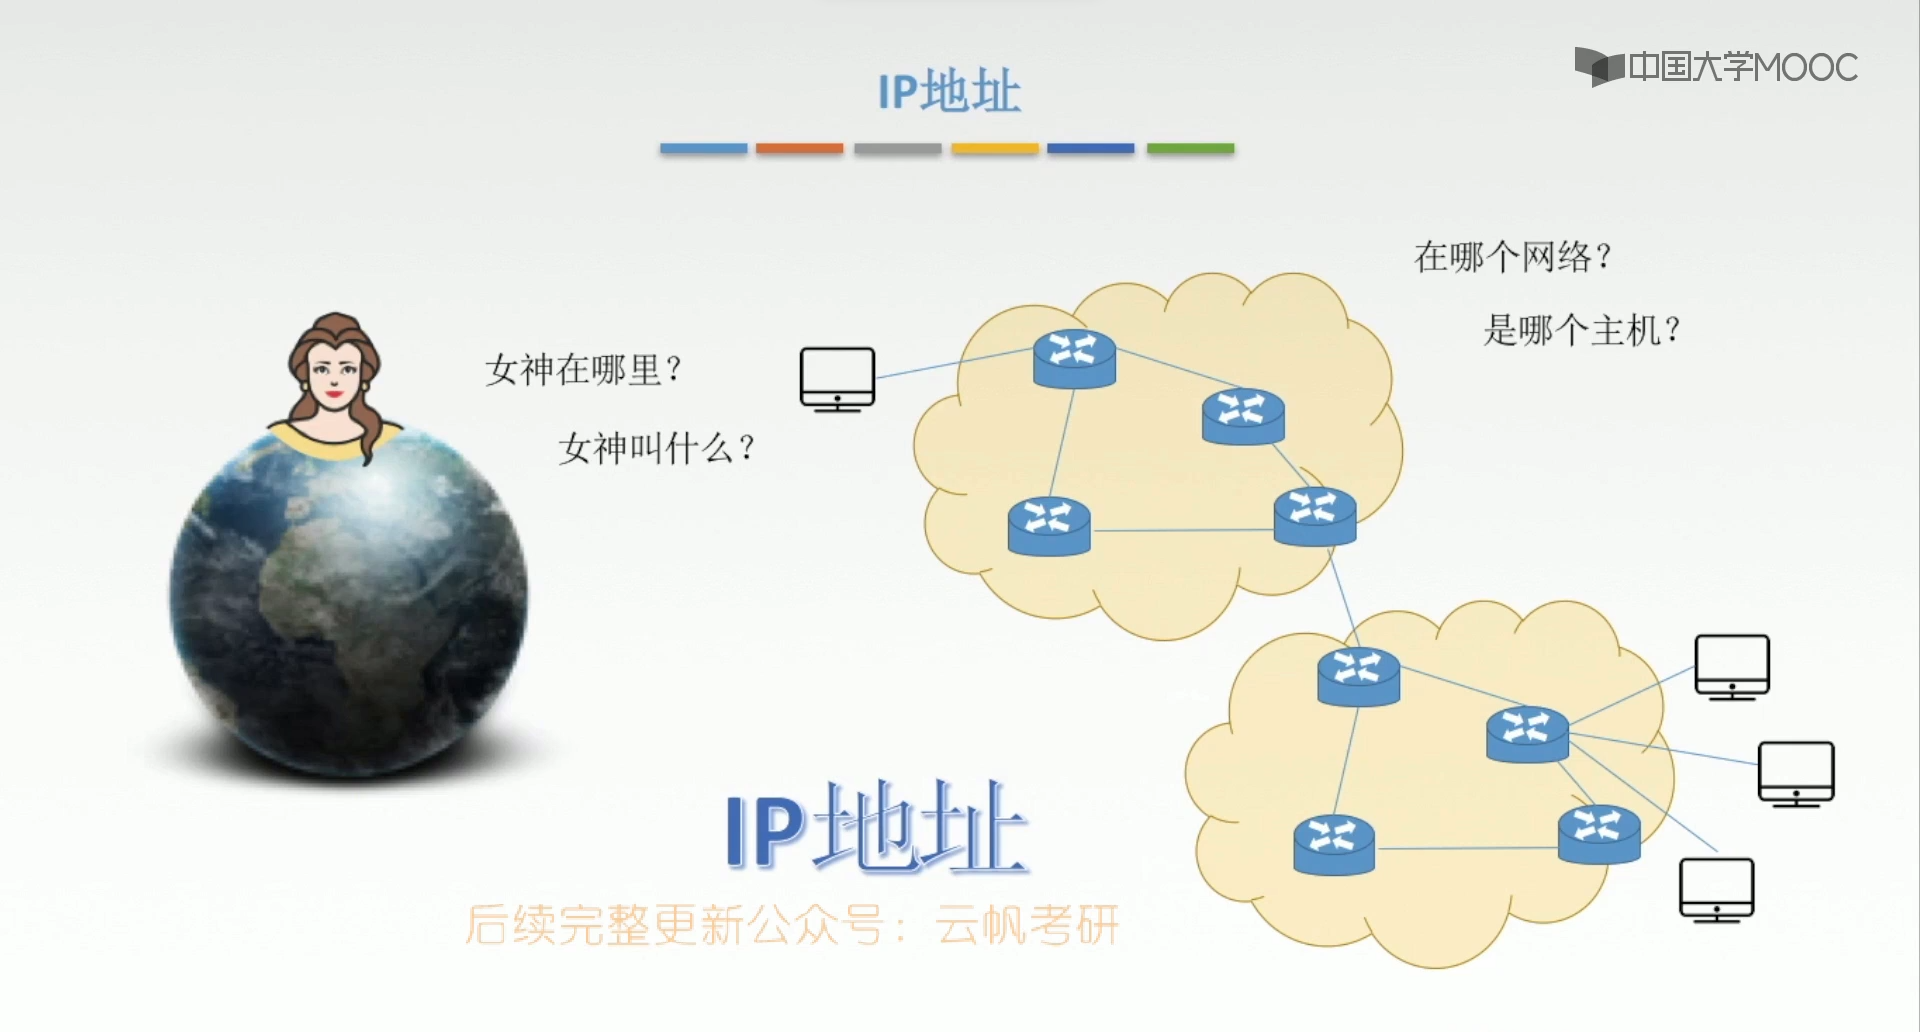 中国大学MOOC
IP地址
在哪个网络？
是哪个主机？
女神在哪里？
女神叫什么？
IP地址
后续完整更新公众号：云帆考研